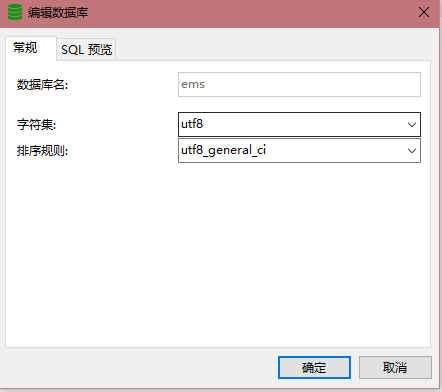 编辑数据库
常规
SQL 预览
数据库名:
ems
字符集:
utf8
排序规则:
utf8_general_ci
确定
取消